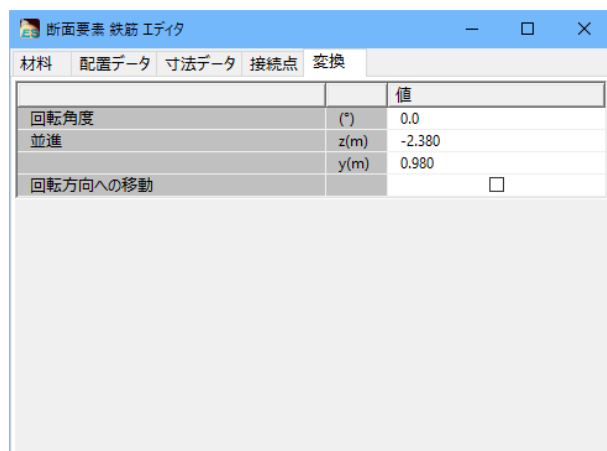 断面要素 鉄筋 エディタ
材料 配置データ 寸法データ 接続点 変換
値
回転角度 (°) 0.0
並進 z(m) -2.380
y(m) 0.980
回転方向への移動